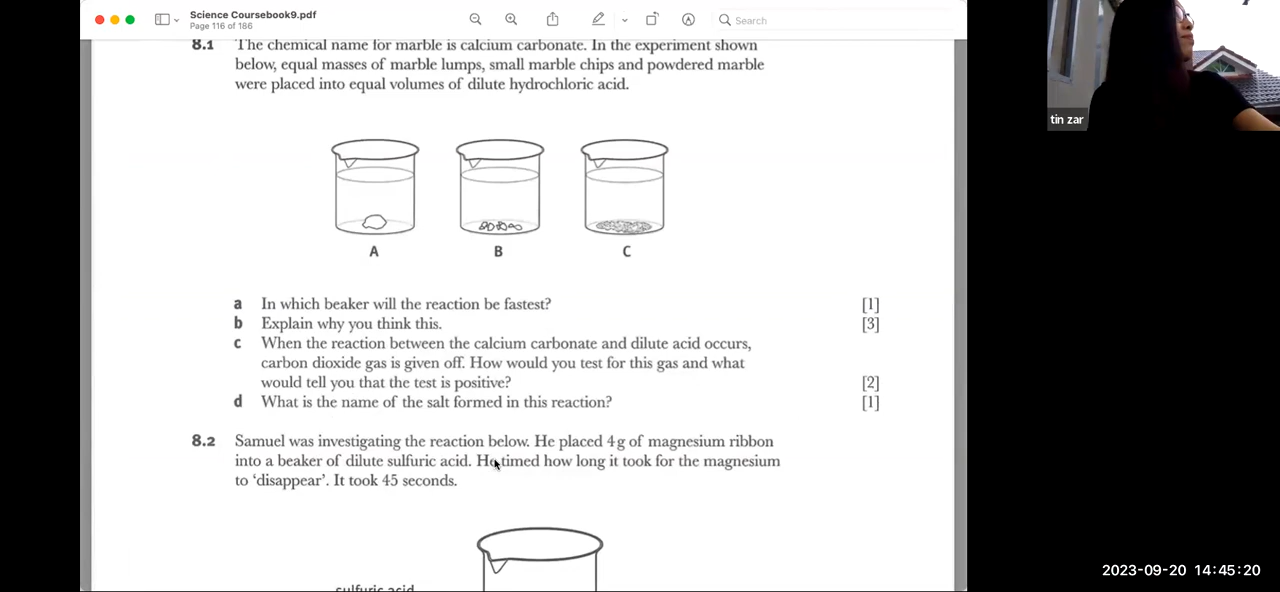 Science Coursebook9.pdf
Page 116 of 186
Search
tin zar
8.1 The chemical name for marble is calcium carbonate. In the experiment shown
below, equal masses of marble lumps, small marble chips and powdered marble
were placed into equal volumes of dilute hydrochloric acid.
A B C
a In which beaker will the reaction be fastest? [1]
b Explain why you think this. [3]
c When the reaction between the calcium carbonate and dilute acid occurs,
carbon dioxide gas is given off. How would you test for this gas and what
would tell you that the test is positive? [2]
d What is the name of the salt formed in this reaction? [1]
8.2 Samuel was investigating the reaction below. He placed 4 g of magnesium ribbon
into a beaker of dilute sulfuric acid. He timed how long it took for the magnesium
to ‘disappear’. It took 45 seconds.
sulfuric acid
2023-09-20 14:45:20